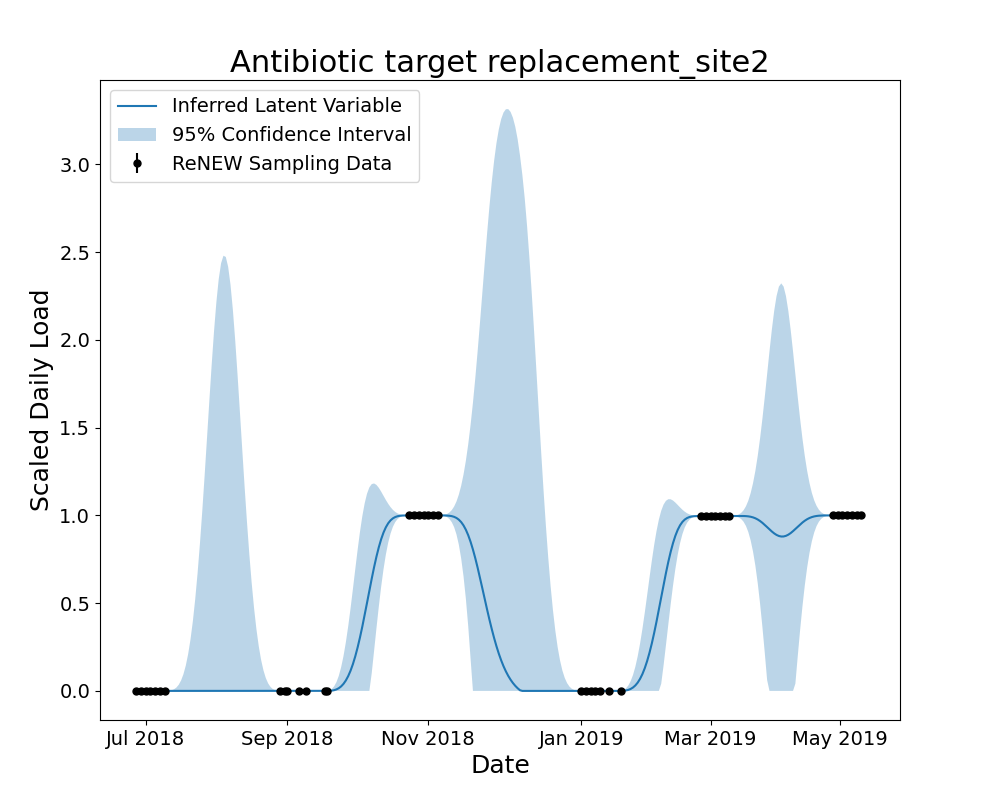 Antibiotic target replacement_site2
Inferred Latent Variable
95% Confidence Interval
ReNEW Sampling Data
Scaled Daily Load
3.0
2.5
2.0
1.5
1.0
0.5
0.0
Jul 2018 Sep 2018 Nov 2018 Jan 2019 Mar 2019 May 2019
Date